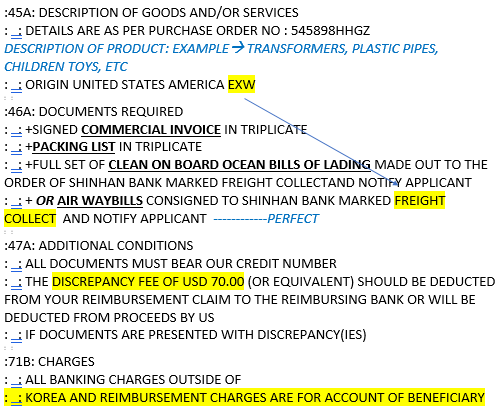 :45A: DESCRIPTION OF GOODS AND/OR SERVICES
: _: DETAILS ARE AS PER PURCHASE ORDER NO : 545898HHGZ
DESCRIPTION OF PRODUCT: EXAMPLE → TRANSFORMERS, PLASTIC PIPES,
CHILDREN TOYS, ETC
: _: ORIGIN UNITED STATES AMERICA EXW
: :
:46A: DOCUMENTS REQUIRED
: _: +SIGNED COMMERCIAL INVOICE IN TRIPLICATE
: _: +PACKING LIST IN TRIPLICATE
: _: +FULL SET OF CLEAN ON BOARD OCEAN BILLS OF LADING MADE OUT TO THE
ORDER OF SHINHAN BANK MARKED FREIGHT COLLECTAND NOTIFY APPLICANT
: _: + OR AIR WAYBILLS CONSIGNED TO SHINHAN BANK MARKED FREIGHT
COLLECT AND NOTIFY APPLICANT ------------PERFECT
: :
:47A: ADDITIONAL CONDITIONS
: _: ALL DOCUMENTS MUST BEAR OUR CREDIT NUMBER
: _: THE DISCREPANCY FEE OF USD 70.00 (OR EQUIVALENT) SHOULD BE DEDUCTED
FROM YOUR REIMBURSEMENT CLAIM TO THE REIMBURSING BANK OR WILL BE
DEDUCTED FROM PROCEEDS BY US
: _: IF DOCUMENTS ARE PRESENTED WITH DISCREPANCY(IES)
: :
:71B: CHARGES
: _: ALL BANKING CHARGES OUTSIDE OF
: _: KOREA AND REIMBURSEMENT CHARGES ARE FOR ACCOUNT OF BENEFICIARY